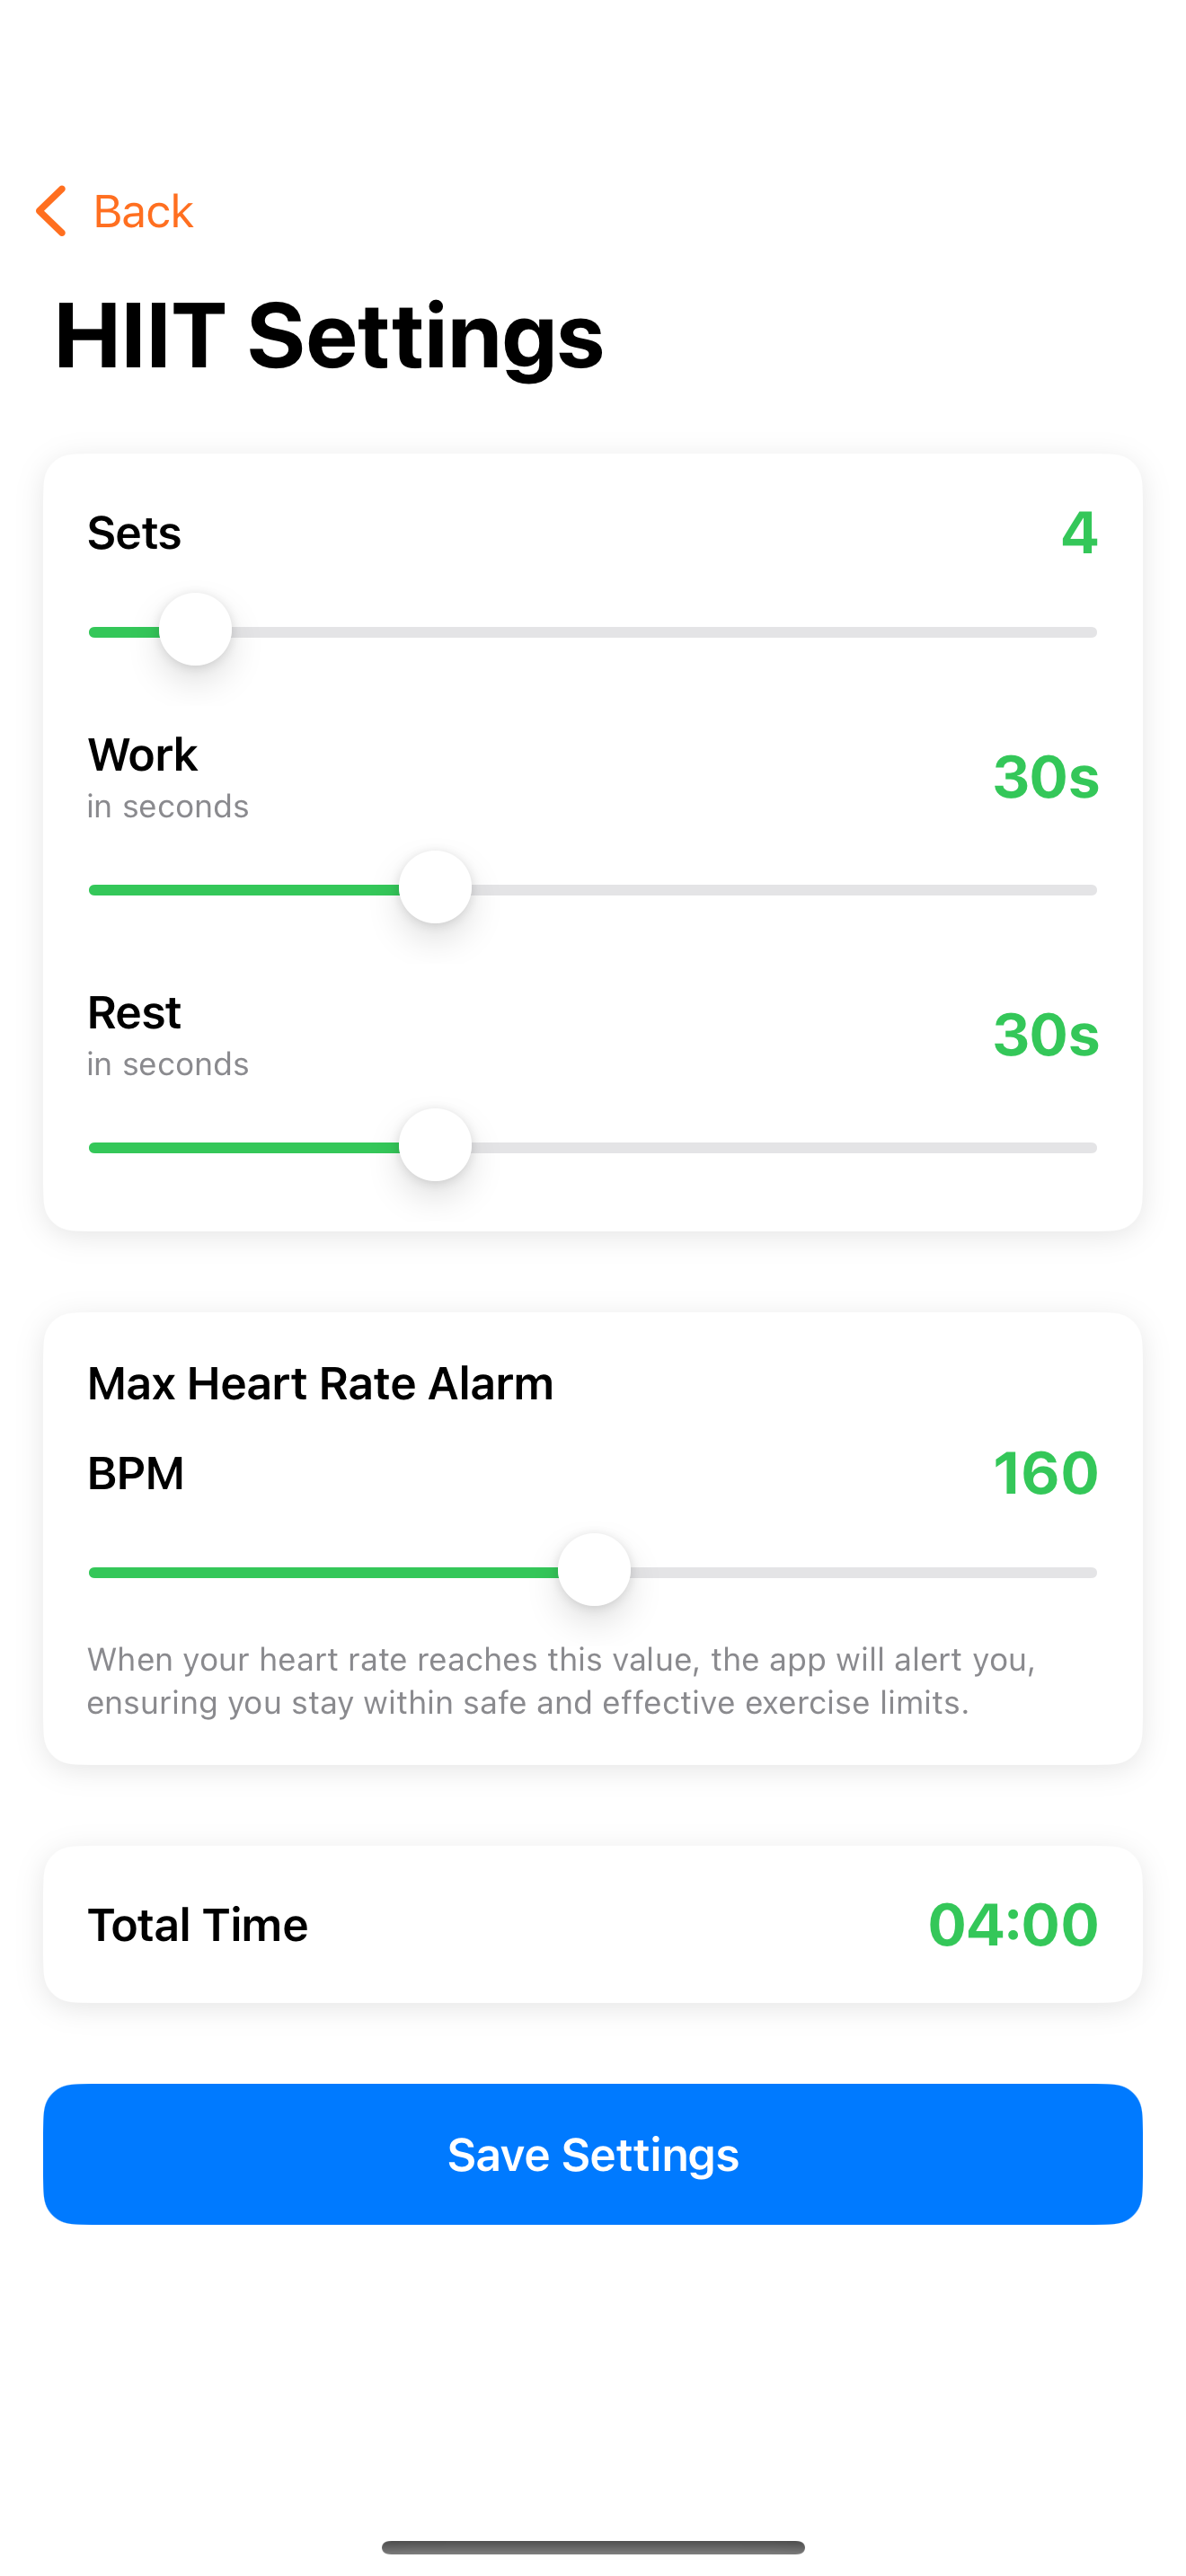 Back
HIIT Settings
Sets 4
Work
in seconds
30s
Rest
in seconds
30s
Max Heart Rate Alarm
BPM 160
When your heart rate reaches this value, the app will alert you,
ensuring you stay within safe and effective exercise limits.
Total Time 04:00
Save Settings